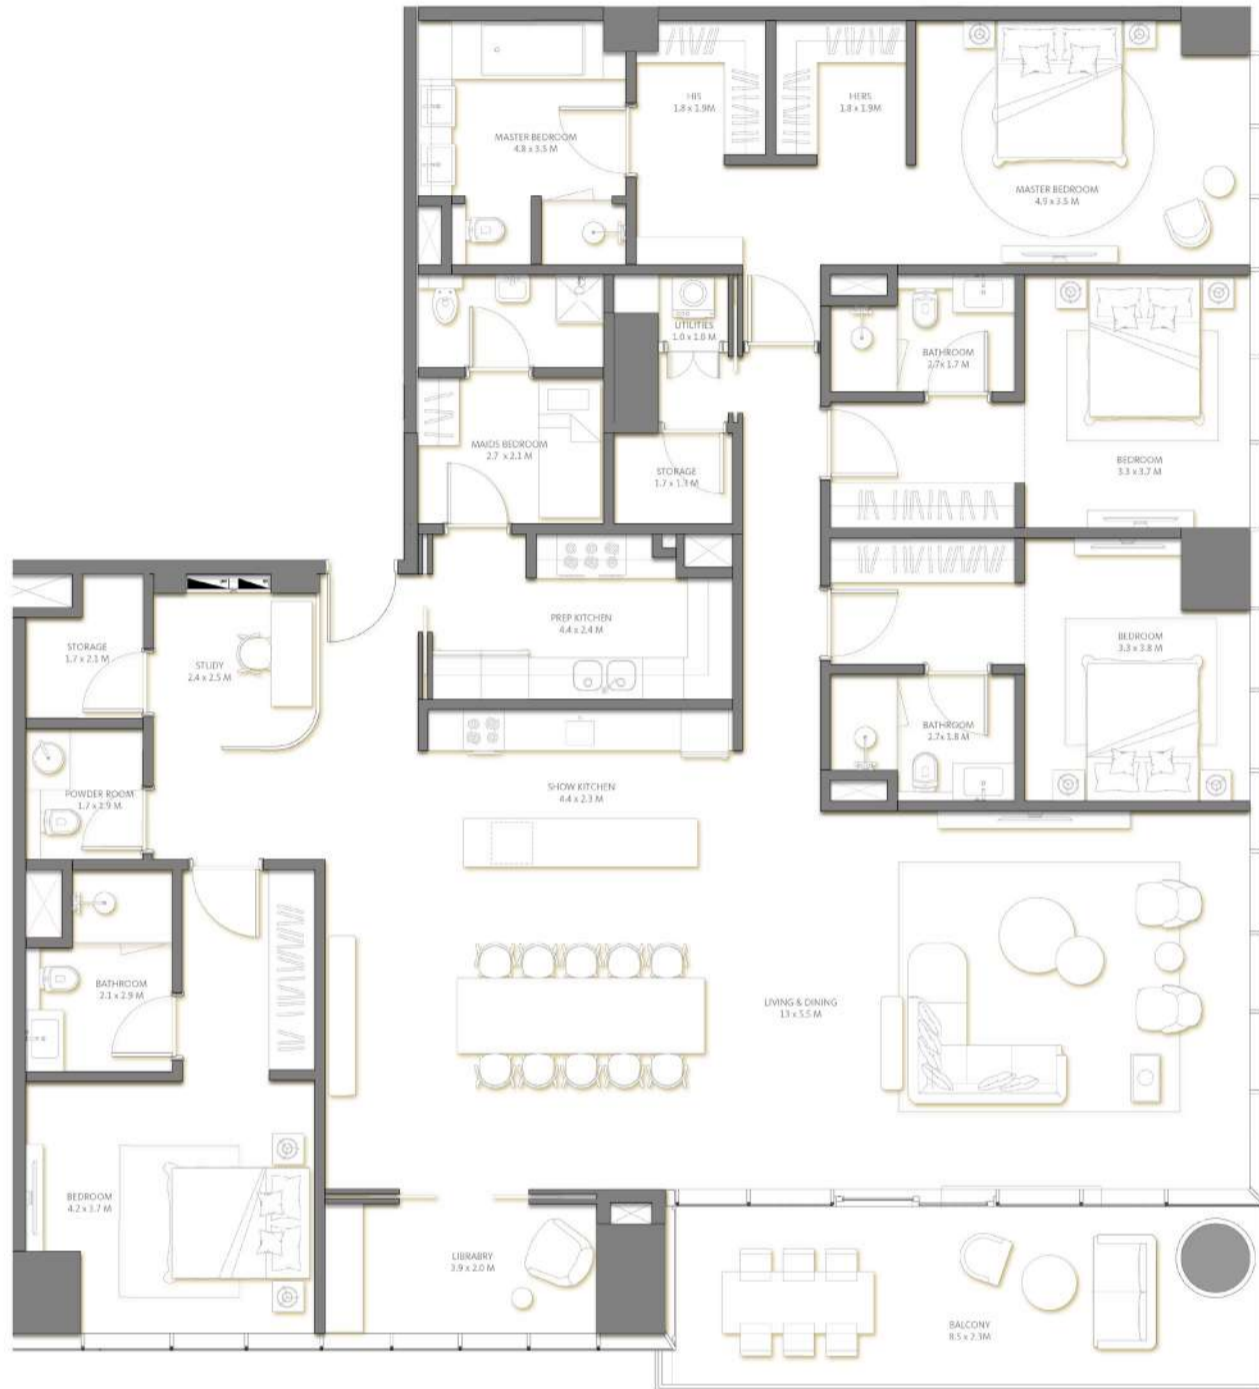 HIS
1.8 x 1.9M
HERS
1.8 x 1.9M
MASTER BEDROOM
4.8 x 3.5 M
MASTER BEDROOM
4.9 x 3.5 M
UTILITIES
1.0 x 1.0 M
BATHROOM
2.7x 1.7 M
MAIDS BEDROOM
2.7 x 2.1 M
STORAGE
1.7 x 1.3 M
BEDROOM
3.3 x 3.7 M
PREP KITCHEN
4.4 x 2.4 M
STORAGE
1.7 x 2.1 M
STUDY
2.4 x 2.5 M
BEDROOM
3.3 x 3.8 M
BATHROOM
2.7x 1.8 M
POWDER ROOM
1.7 x 1.9 M
SHOW KITCHEN
4.4 x 2.3 M
BATHROOM
2.1 x 2.9 M
LIVING & DINING
13 x 5.5 M
BEDROOM
4.2 x 3.7 M
LIBRABRY
3.9 x 2.0 M
BALCONY
8.5 x 2.3M